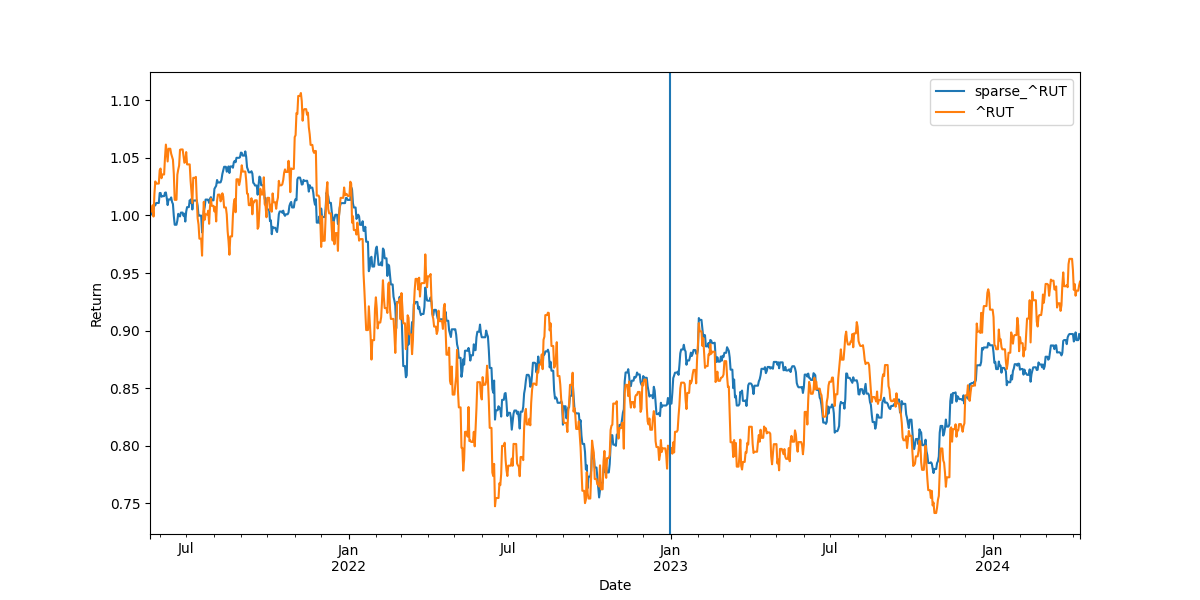 sparse_^RUT
^RUT
1.10
1.05
1.00
0.95
0.90
0.85
0.80
0.75
Return
Jul
Jan
2022
Jul
Jan
2023
Jul
Jan
2024
Date